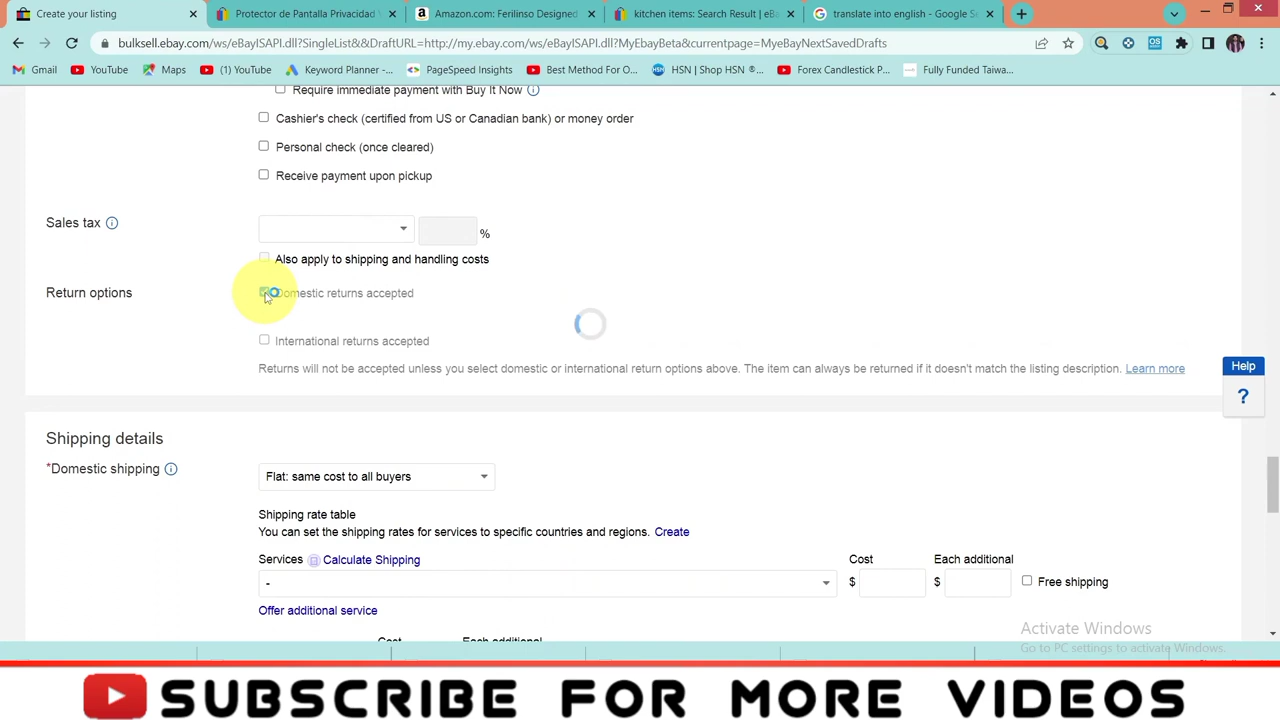 Create your listing
Protector de Pantalla Privacidad
Amazon.com: Ferilinso Designed
kitchen items: Search Result | eBa
translate into english - Google S
bulksell.ebay.com/ws/eBayISAPI.dll?SingleList&&DraftURL=http://my.ebay.com/ws/eBayISAPI.dll?MyEbayBeta&currentpage=MyeBayNextSavedDrafts
Gmail
YouTube
Maps
(1) YouTube
Keyword Planner -...
PageSpeed Insights
Best Method For O...
HSN | Shop HSN ®...
Forex Candlestick P...
Fully Funded Taiwa...
Require immediate payment with Buy It Now
Cashier's check (certified from US or Canadian bank) or money order
Personal check (once cleared)
Receive payment upon pickup
Sales tax
%
Also apply to shipping and handling costs
Return options
Domestic returns accepted
International returns accepted
Returns will not be accepted unless you select domestic or international return options above. The item can always be returned if it doesn't match the listing description. Learn more
Help
?
Shipping details
*Domestic shipping
Flat: same cost to all buyers
Shipping rate table
You can set the shipping rates for services to specific countries and regions. Create
Services Calculate Shipping
Cost
Each additional
-
$
$
Free shipping
Offer additional service
Cost
Each additional
Activate Windows
Go to PC settings to activate Windows.
SUBSCRIBE FOR MORE VIDEOS